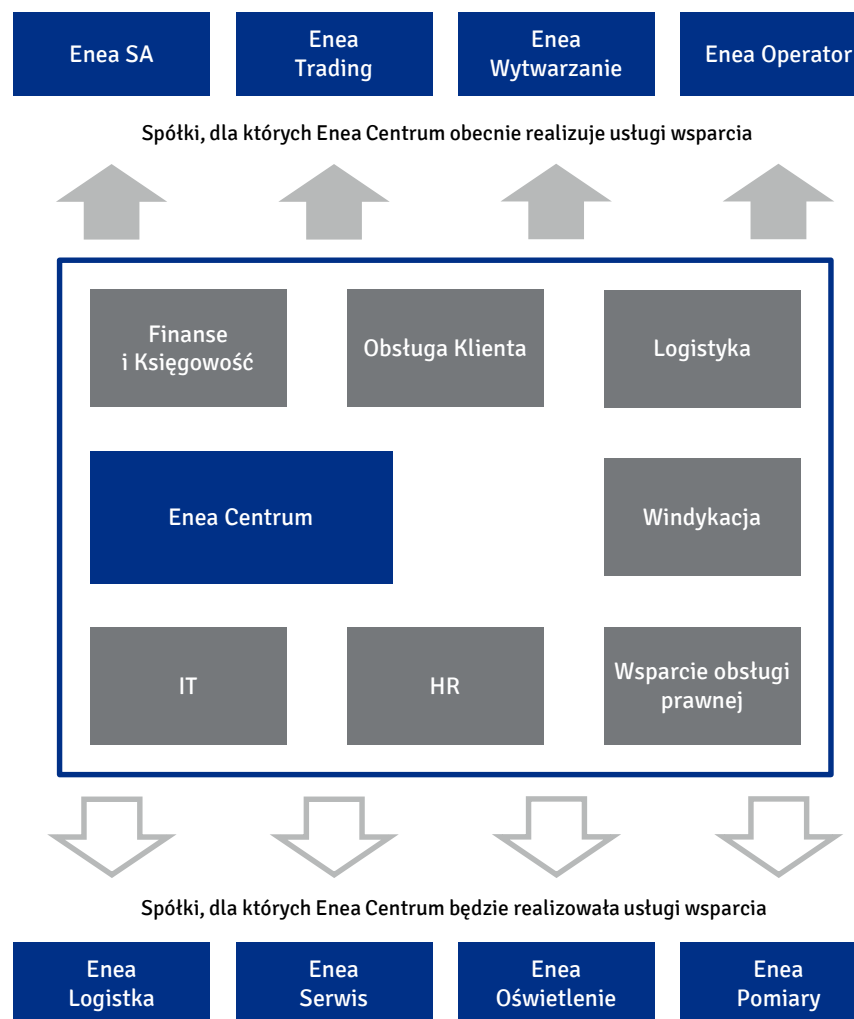 Enea SA
Enea
Trading
Enea
Wytwarzanie
Enea Operator
Spółki, dla których Enea Centrum obecnie realizuje usługi wsparcia
Finanse
i Księgowość
Obsługa Klienta
Logistyka
Enea Centrum
Windykacja
IT
HR
Wsparcie obsługi
prawnej
Spółki, dla których Enea Centrum będzie realizowała usługi wsparcia
Enea
Logistka
Enea
Serwis
Enea
Oświetlenie
Enea
Pomiary